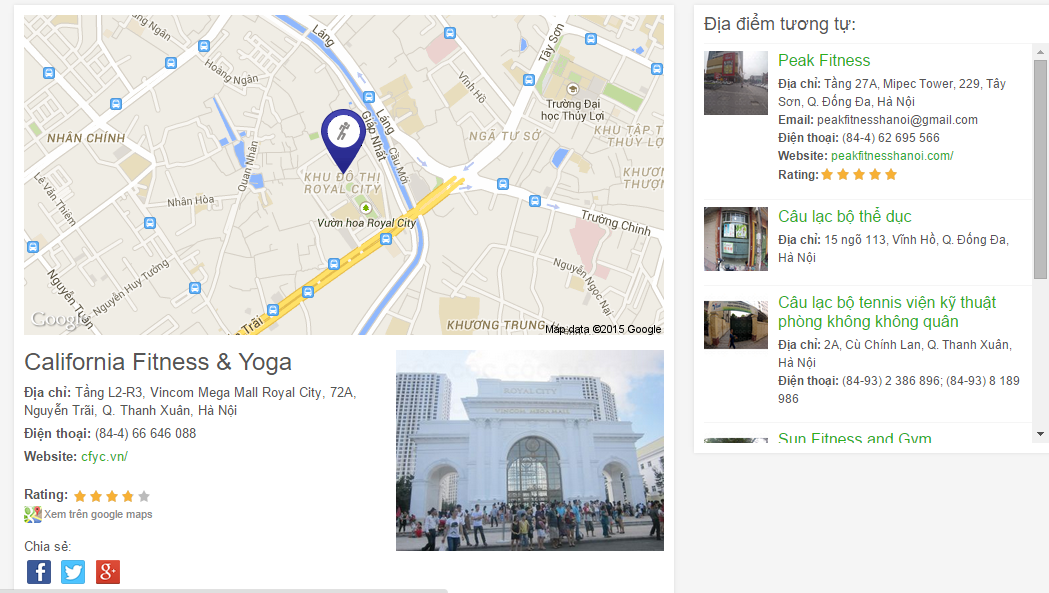 Láng
Tây Sơn
Hoàng Ngân
Vĩnh Hồ
Trường Đại
học Thủy Lợi
NHÂN CHÍNH
Láng
Giáp Nhất
Cầu Mới
NGÃ TƯ SỞ
KHU TẬP T
THỦY LỢ
Quan Nhân
KHU ĐÔ THỊ
ROYAL CITY
KHƯƠN
THƯỢN
Lê Văn Thiêm
Nhân Hòa
Vườn hoa Royal City
Trường Chinh
Nguyễn Huy Tưởng
Nguyễn Ngọc Nại
Nguyễn Tuân
Trãi
Google
KHƯƠNG TRUNG
Map data ©2015 Google
California Fitness & Yoga
Địa chỉ: Tầng L2-R3, Vincom Mega Mall Royal City, 72A,
Nguyễn Trãi, Q. Thanh Xuân, Hà Nội
Điện thoại: (84-4) 66 646 088
Website: cfyc.vn/
Rating:
Xem trên google maps
Chia sẻ:
ROYAL CITY
VINCOM MEGA MALL
Địa điểm tương tự:
Peak Fitness
Địa chỉ: Tầng 27A, Mipec Tower, 229, Tây
Sơn, Q. Đống Đa, Hà Nội
Email: peakfitnesshanoi@gmail.com
Điện thoại: (84-4) 62 695 566
Website: peakfitnesshanoi.com/
Rating:
Câu lạc bộ thể dục
Địa chỉ: 15 ngõ 113, Vĩnh Hồ, Q. Đống Đa,
Hà Nội
Câu lạc bộ tennis viện kỹ thuật
phòng không không quân
Địa chỉ: 2A, Cù Chính Lan, Q. Thanh Xuân,
Hà Nội
Điện thoại: (84-93) 2 386 896; (84-93) 8 189
986
Sun Fitness and Gym